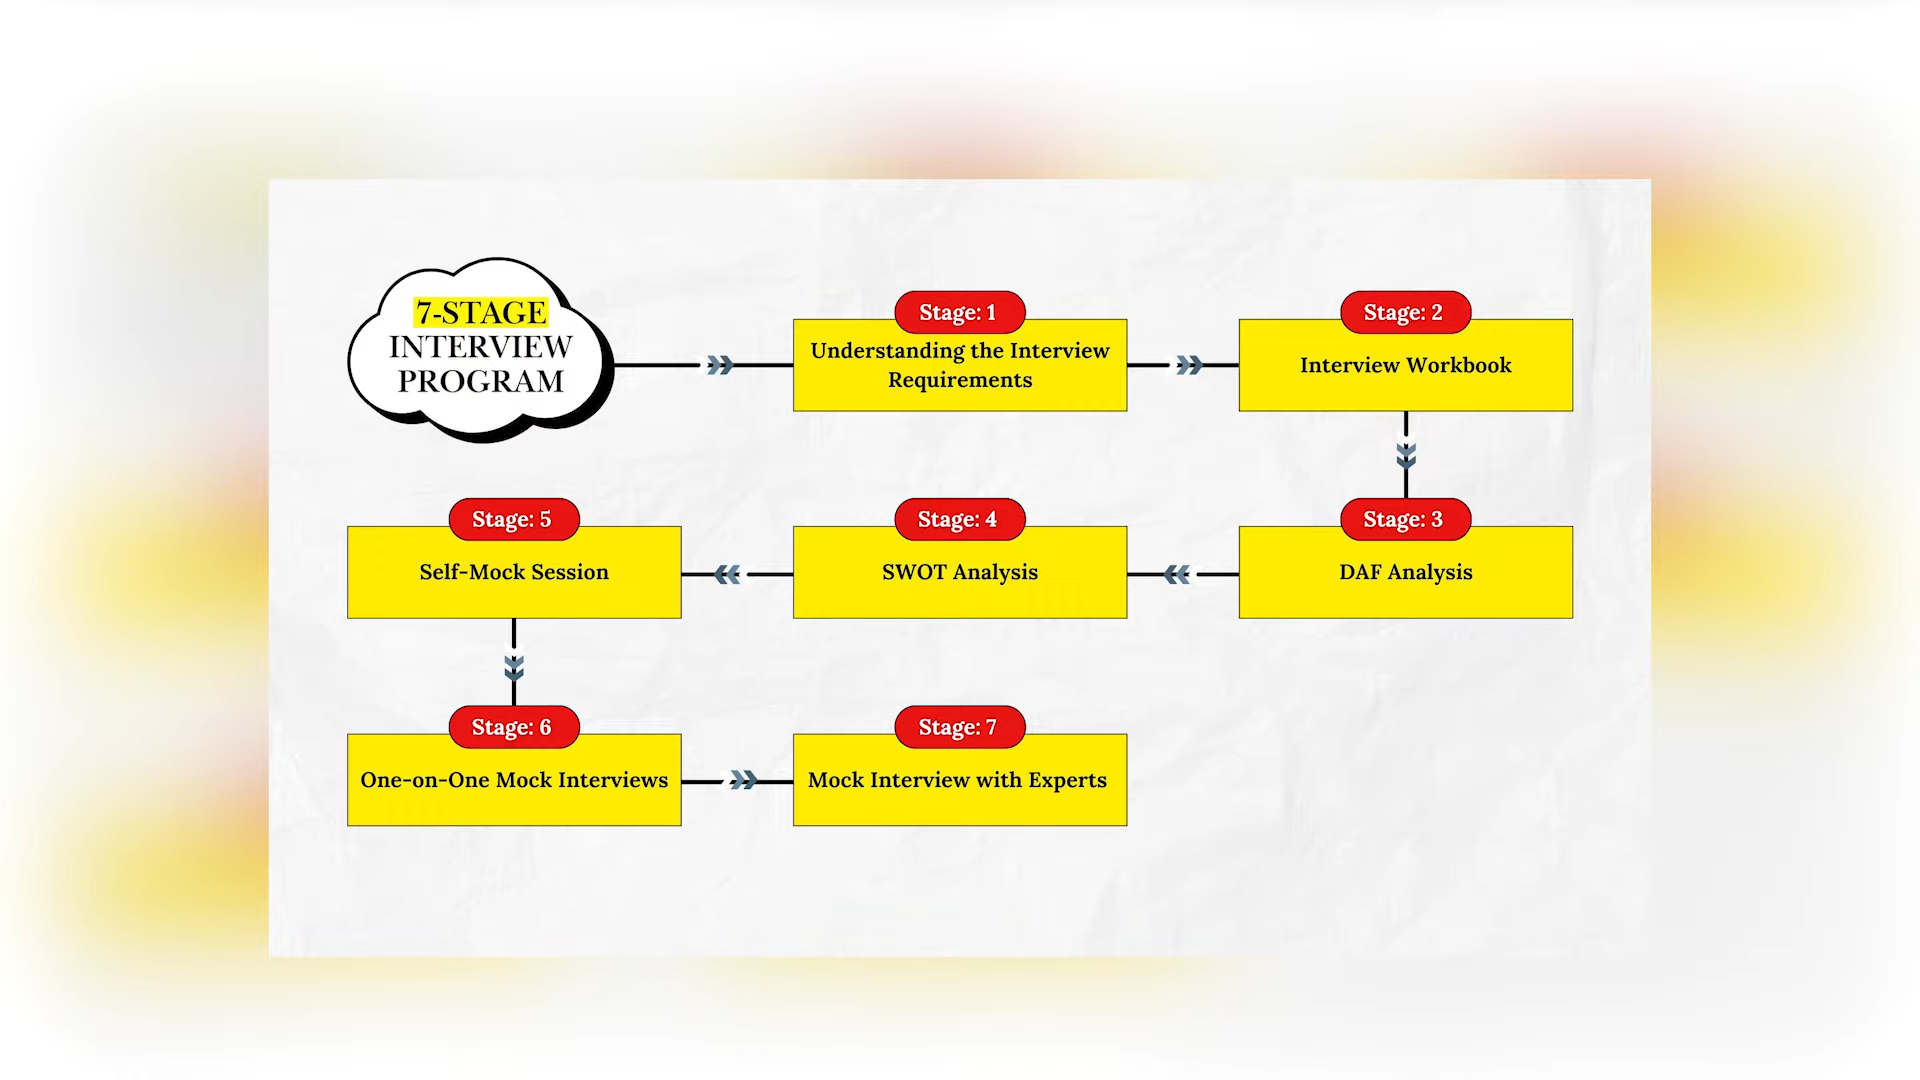 7-STAGE
INTERVIEW
PROGRAM
Stage: 1
Understanding the Interview
Requirements
Stage: 2
Interview Workbook
Stage: 3
DAF Analysis
Stage: 4
SWOT Analysis
Stage: 5
Self-Mock Session
Stage: 6
One-on-One Mock Interviews
Stage: 7
Mock Interview with Experts